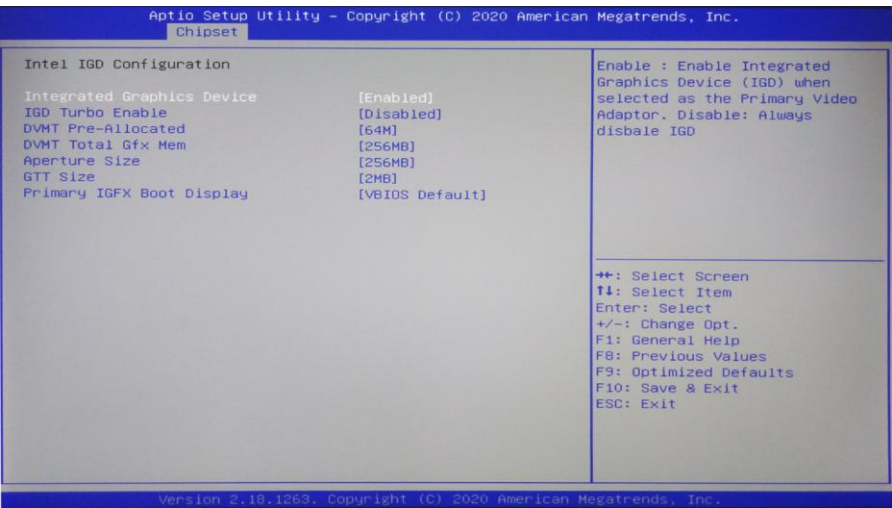 Aptio Setup Utility – Copyright (C) 2020 American Megatrends, Inc.
Chipset
Intel IGD Configuration
Integrated Graphics Device [Enabled]
IGD Turbo Enable [Disabled]
DVMT Pre-Allocated [64M]
DVMT Total Gfx Mem [256MB]
Aperture Size [256MB]
GTT Size [2MB]
Primary IGFX Boot Display [VBIOS Default]
Enable : Enable Integrated
Graphics Device (IGD) when
selected as the Primary Video
Adaptor. Disable: Always
disbale IGD
→←: Select Screen
↑↓: Select Item
Enter: Select
+/-: Change Opt.
F1: General Help
F8: Previous Values
F9: Optimized Defaults
F10: Save & Exit
ESC: Exit
Version 2.18.1263. Copyright (C) 2020 American Megatrends, Inc.